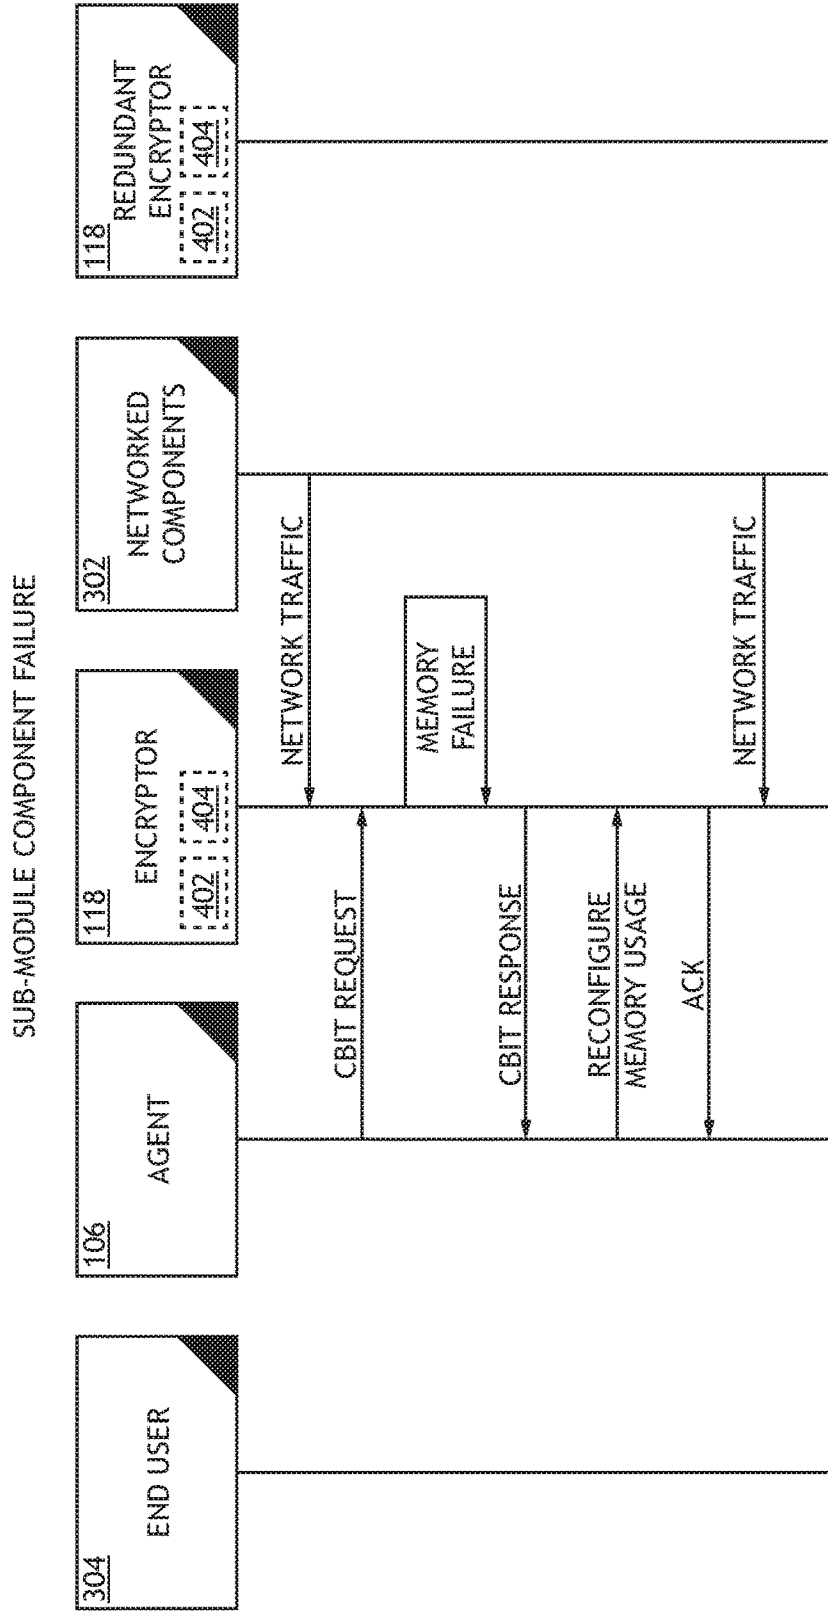 SUB-MODULE COMPONENT FAILURE
304
END USER
106
AGENT
118
ENCRYPTOR
402
404
302
NETWORKED
COMPONENTS
118
REDUNDANT
ENCRYPTOR
402
404
NETWORK TRAFFIC
CBIT REQUEST
MEMORY
FAILURE
CBIT RESPONSE
RECONFIGURE
MEMORY USAGE
ACK
NETWORK TRAFFIC